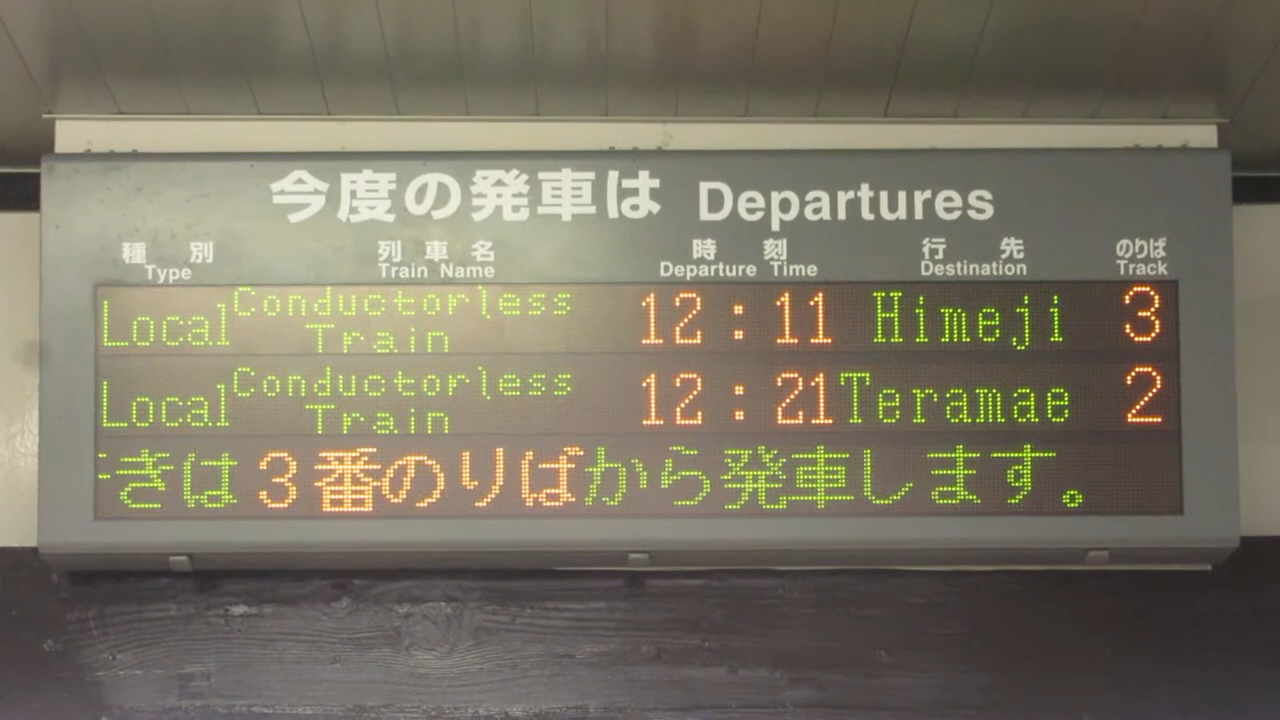 今度の発車は Departures
種別 列車名 時刻 行先 のりば
Type Train Name Departure Time Destination Track
Local Conductorless Train 12:11 Himeji 3
Local Conductorless Train 12:21 Teramae 2
ぎは3番のりばから発車します。